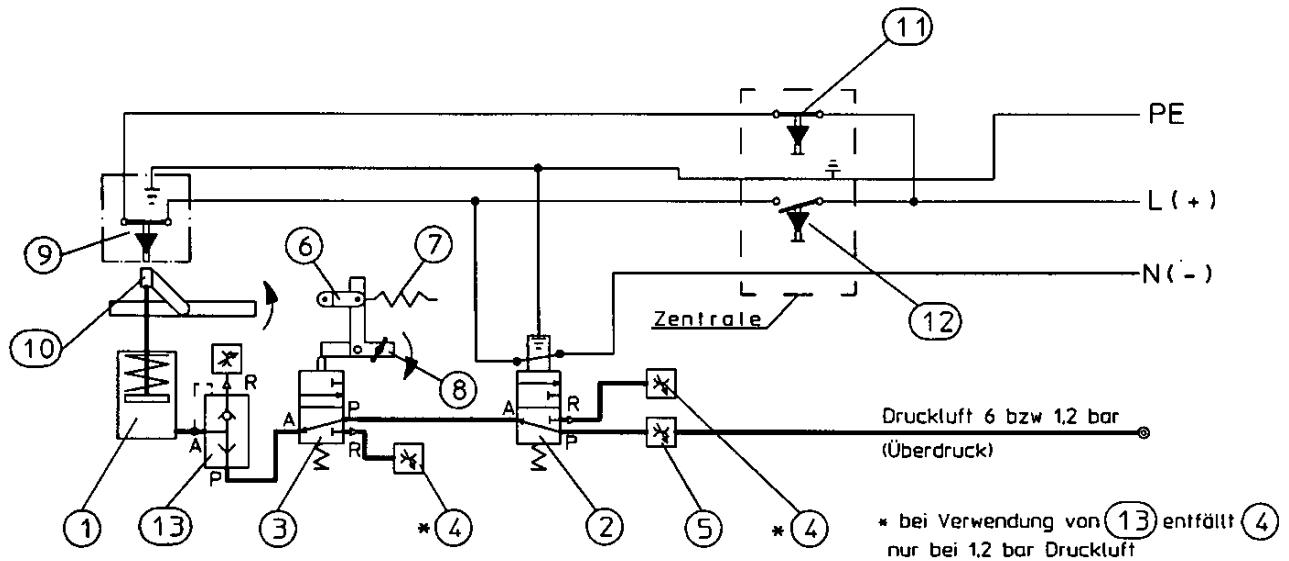 11
PE
L (+)
9
6
7
N(-)
10
Zentrale
12
R
8
A
P
A
R
A
R
P
P
Druckluft 6 bzw 1,2 bar
(Überdruck)
1
13
3
* 4
2
5
* 4
* bei Verwendung von 13 entfällt 4
nur bei 1,2 bar Druckluft